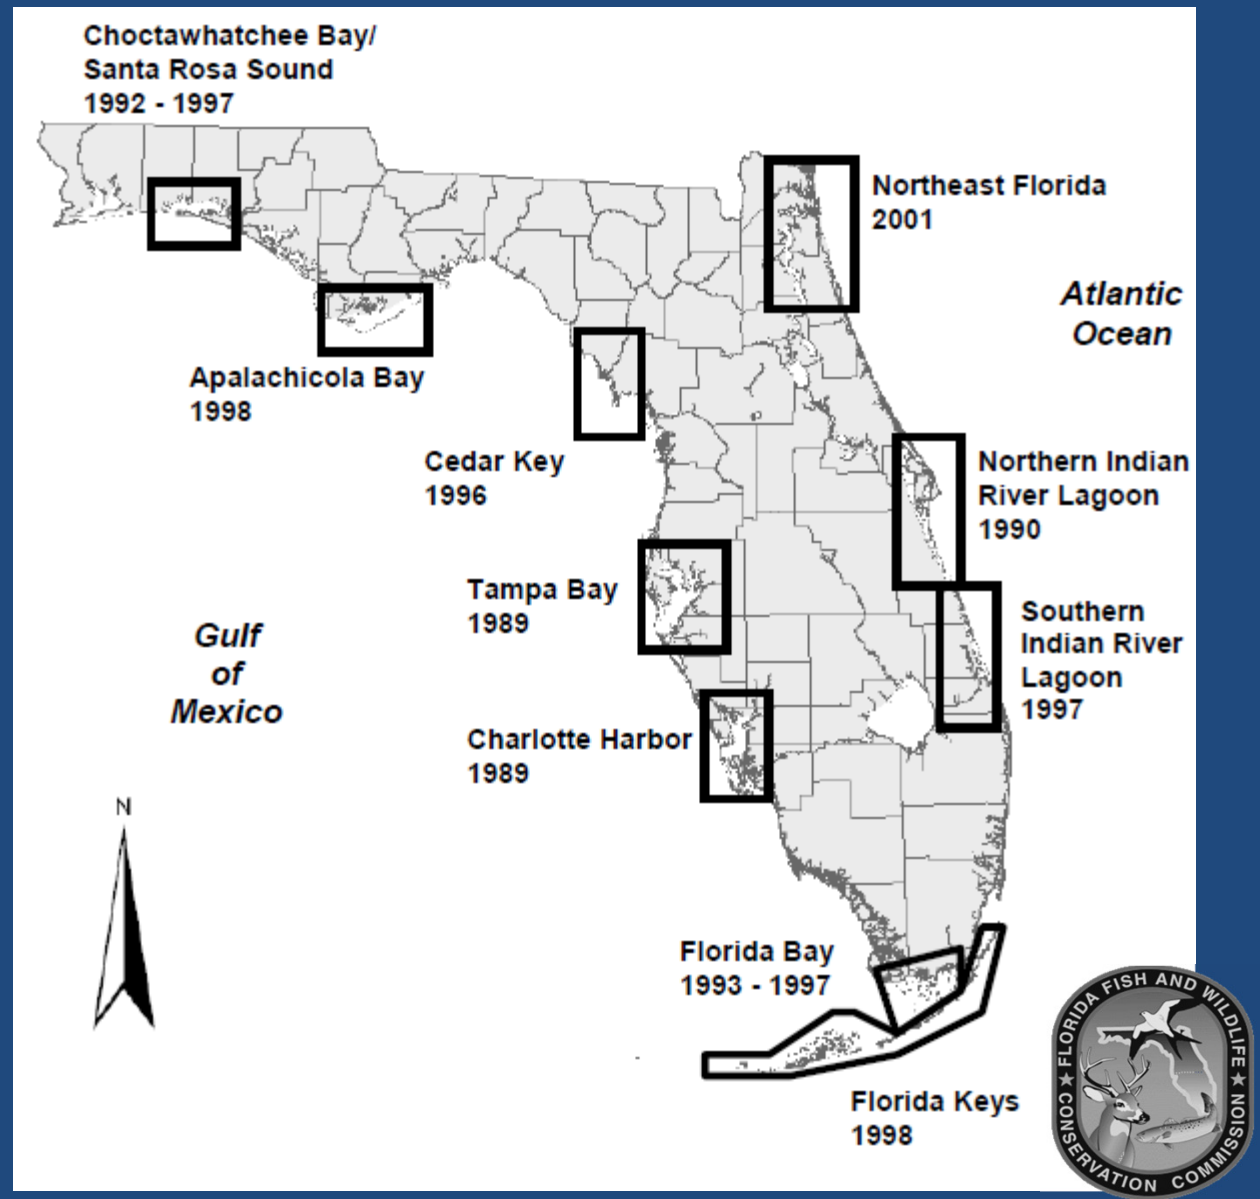 Choctawhatchee Bay/
Santa Rosa Sound
1992 - 1997
Northeast Florida
2001
Atlantic
Ocean
Apalachicola Bay
1998
Cedar Key
1996
Northern Indian
River Lagoon
1990
Tampa Bay
1989
Southern
Indian River
Lagoon
1997
Gulf
of
Mexico
Charlotte Harbor
1989
N
Florida Bay
1993 - 1997
Florida Keys
1998
FLORIDA FISH AND WILDLIFE
CONSERVATION COMMISSION